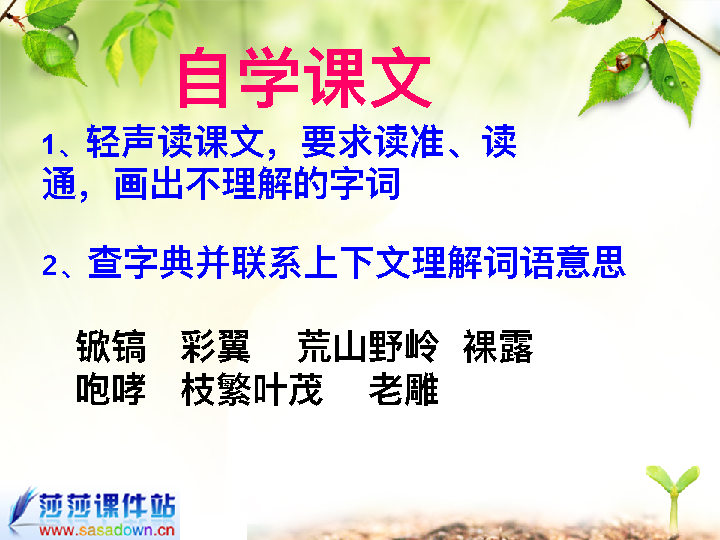 自学课文
1、轻声读课文，要求读准、读
通，画出不理解的字词
2、查字典并联系上下文理解词语意思
锨镐 彩翼 荒山野岭 裸露
咆哮 枝繁叶茂 老雕
莎莎课件站
www.sasadown.cn